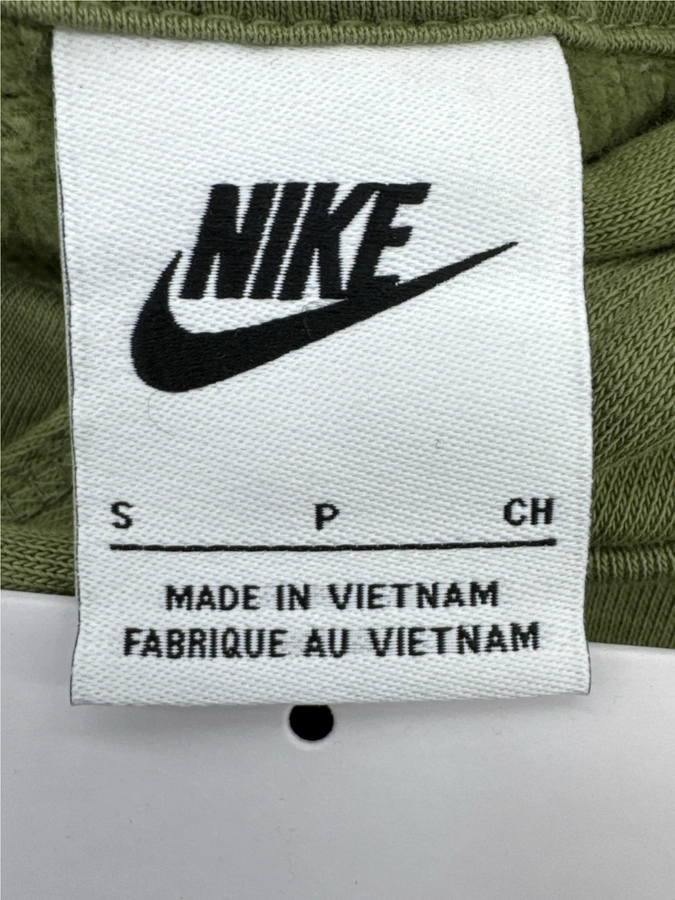 NIKE
S P CH
MADE IN VIETNAM
FABRIQUE AU VIETNAM